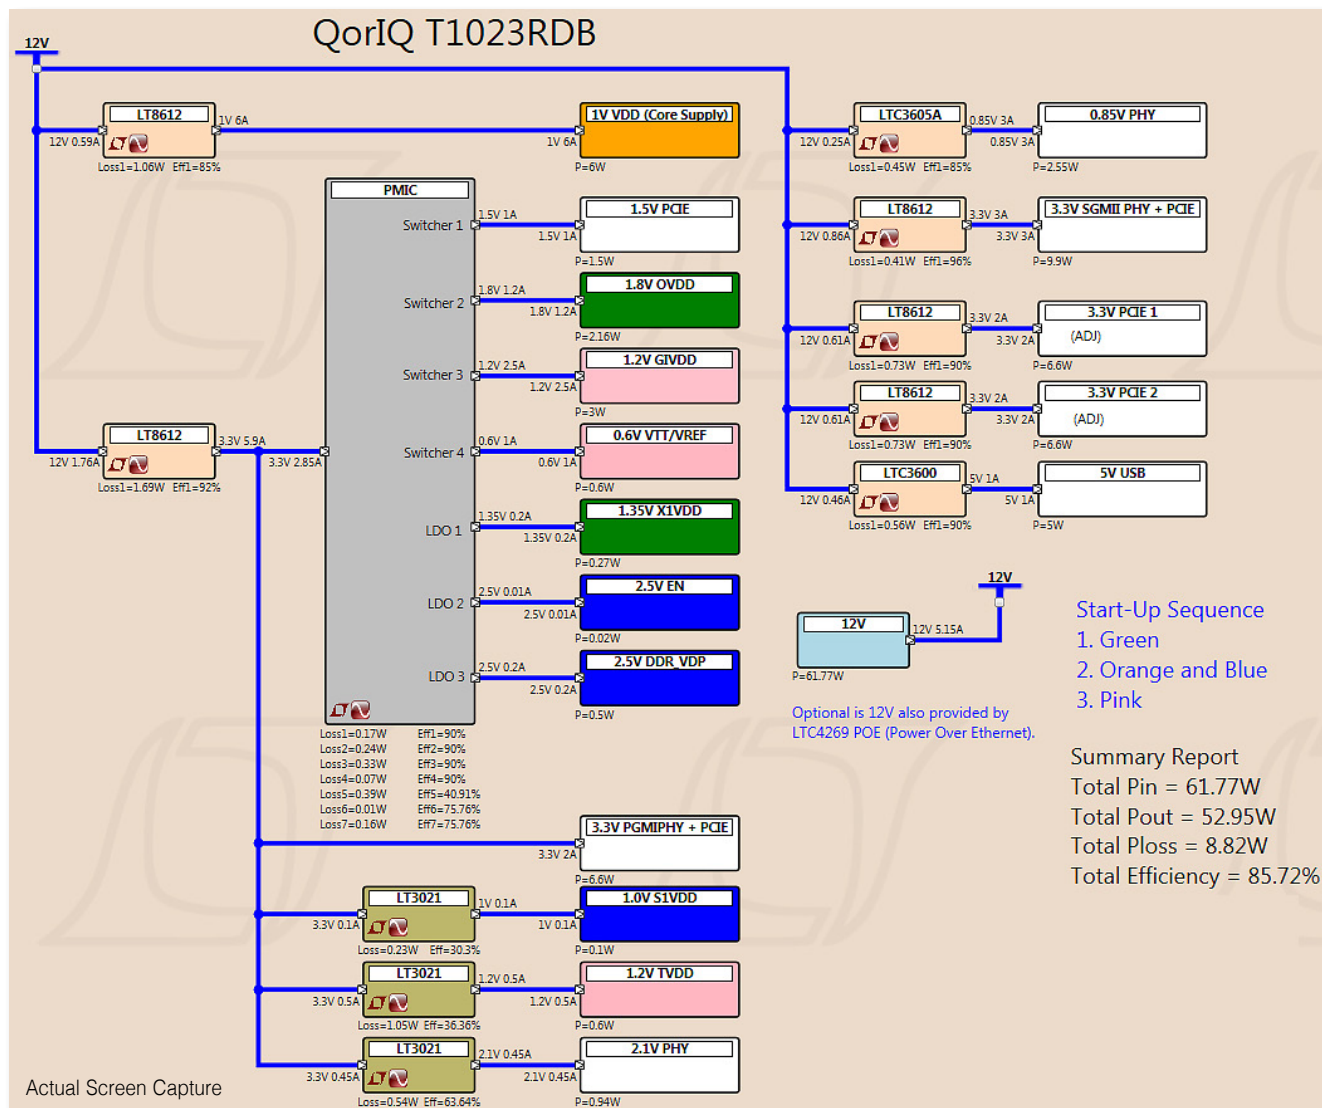 QorIQ T1023RDB
12V
LT8612
12V 0.59A
1V 6A
Loss1=1.06W Eff1=85%
1V VDD (Core Supply)
1V 6A
P=6W
PMIC
Switcher 1
1.5V 1A
1.5V PCIE
1.5V 1A
P=1.5W
Switcher 2
1.8V 1.2A
1.8V OVDD
1.8V 1.2A
P=2.16W
Switcher 3
1.2V 2.5A
1.2V GIVDD
1.2V 2.5A
P=3W
LT8612
12V 1.76A
3.3V 5.9A
Loss1=1.69W Eff1=92%
3.3V 2.85A
Switcher 4
0.6V 1A
0.6V VTT/VREF
0.6V 1A
P=0.6W
LDO 1
1.35V 0.2A
1.35V X1VDD
1.35V 0.2A
P=0.27W
LDO 2
2.5V 0.01A
2.5V EN
2.5V 0.01A
P=0.02W
LDO 3
2.5V 0.2A
2.5V DDR_VDP
2.5V 0.2A
P=0.5W
Loss1=0.17W Eff1=90%
Loss2=0.24W Eff2=90%
Loss3=0.33W Eff3=90%
Loss4=0.07W Eff4=90%
Loss5=0.39W Eff5=40.91%
Loss6=0.01W Eff6=75.76%
Loss7=0.16W Eff7=75.76%
3.3V PGMIPHY + PCIE
3.3V 2A
P=6.6W
LT3021
3.3V 0.1A
1V 0.1A
Loss=0.23W Eff=30.3%
1.0V S1VDD
1V 0.1A
P=0.1W
LT3021
3.3V 0.5A
1.2V 0.5A
Loss=1.05W Eff=36.36%
1.2V TVDD
1.2V 0.5A
P=0.6W
LT3021
3.3V 0.45A
2.1V 0.45A
Loss=0.54W Eff=63.64%
2.1V PHY
2.1V 0.45A
P=0.94W
LTC3605A
12V 0.25A
0.85V 3A
Loss1=0.45W Eff1=85%
0.85V PHY
0.85V 3A
P=2.55W
LT8612
12V 0.86A
3.3V 3A
Loss1=0.41W Eff1=96%
3.3V SGMII PHY + PCIE
3.3V 3A
P=9.9W
LT8612
12V 0.61A
3.3V 2A
Loss1=0.73W Eff1=90%
3.3V PCIE 1
(ADJ)
3.3V 2A
P=6.6W
LT8612
12V 0.61A
3.3V 2A
Loss1=0.73W Eff1=90%
3.3V PCIE 2
(ADJ)
3.3V 2A
P=6.6W
LTC3600
12V 0.46A
5V 1A
Loss1=0.56W Eff1=90%
5V USB
5V 1A
P=5W
12V
12V
12V 5.15A
P=61.77W
Optional is 12V also provided by
LTC4269 POE (Power Over Ethernet).
Start-Up Sequence
1. Green
2. Orange and Blue
3. Pink
Summary Report
Total Pin = 61.77W
Total Pout = 52.95W
Total Ploss = 8.82W
Total Efficiency = 85.72%
Actual Screen Capture